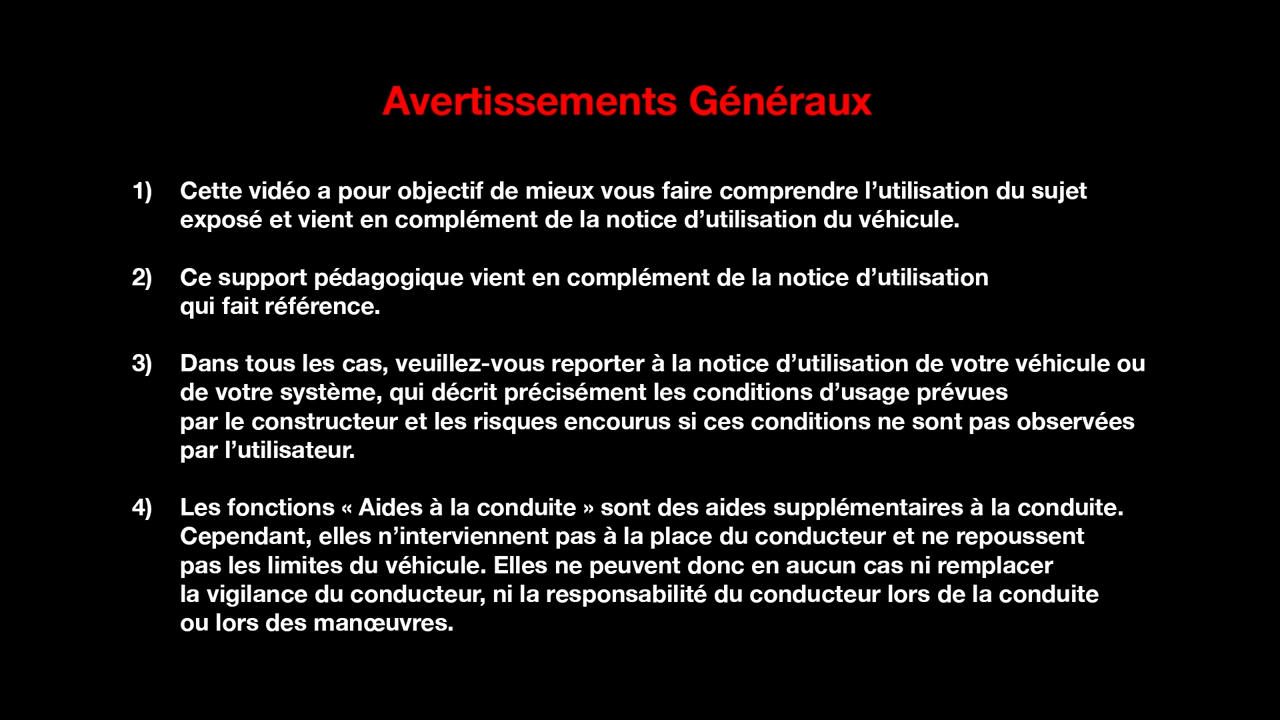 Avertissements Généraux
1) Cette vidéo a pour objectif de mieux vous faire comprendre l’utilisation du sujet
exposé et vient en complément de la notice d’utilisation du véhicule.
2) Ce support pédagogique vient en complément de la notice d’utilisation
qui fait référence.
3) Dans tous les cas, veuillez-vous reporter à la notice d’utilisation de votre véhicule ou
de votre système, qui décrit précisément les conditions d’usage prévues
par le constructeur et les risques encourus si ces conditions ne sont pas observées
par l’utilisateur.
4) Les fonctions « Aides à la conduite » sont des aides supplémentaires à la conduite.
Cependant, elles n’interviennent pas à la place du conducteur et ne repoussent
pas les limites du véhicule. Elles ne peuvent donc en aucun cas ni remplacer
la vigilance du conducteur, ni la responsabilité du conducteur lors de la conduite
ou lors des manœuvres.